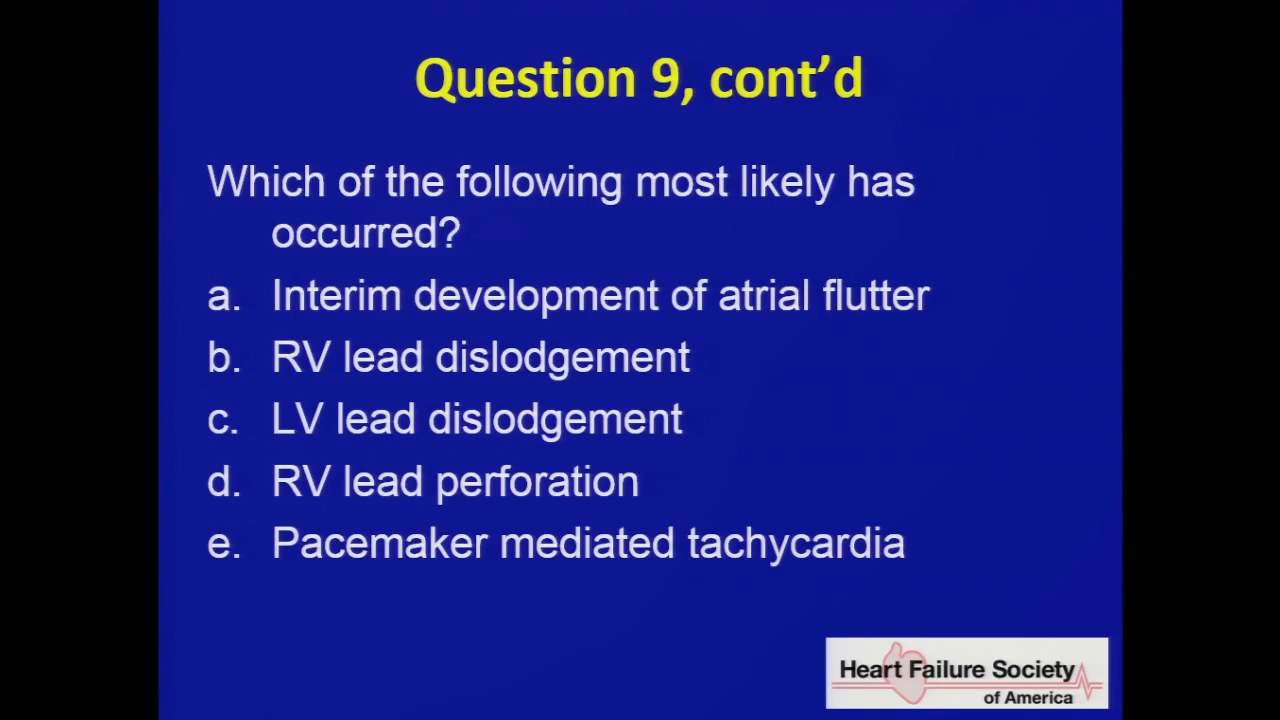 Question 9, cont’d
Which of the following most likely has
occurred?
a. Interim development of atrial flutter
b. RV lead dislodgement
c. LV lead dislodgement
d. RV lead perforation
e. Pacemaker mediated tachycardia
Heart Failure Society
of America